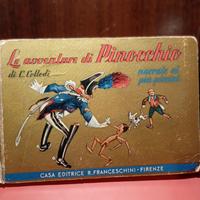 Le avventure di Pinocchio
di C. Collodi
narrate ai
più piccini
CASA EDITRICE R. FRANCESCHINI - FIRENZE